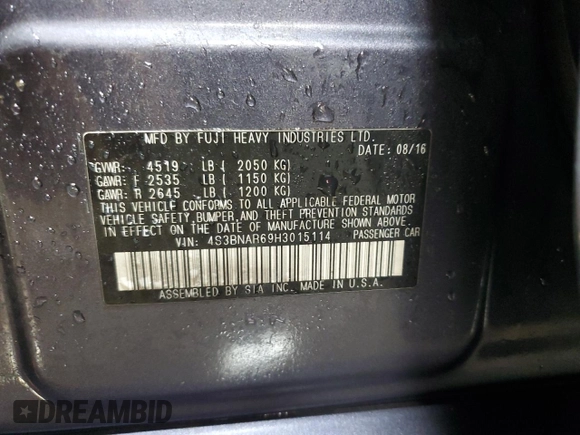 MFD BY FUJI HEAVY INDUSTRIES LTD.
DATE: 08/16
GVWR: 4519 LB ( 2050 KG)
GAWR: F 2535 LB ( 1150 KG)
GAWR: R 2645 LB ( 1200 KG)
THIS VEHICLE CONFORMS TO ALL APPLICABLE FEDERAL MOTOR
VEHICLE SAFETY, BUMPER, AND THEFT PREVENTION STANDARDS
IN EFFECT ON THE DATE OF MANUFACTURE SHOWN ABOVE.
VIN: 4S3BNAR69H3015114 PASSENGER CAR
ASSEMBLED BY SIA INC. MADE IN U.S.A.
DREAMBID